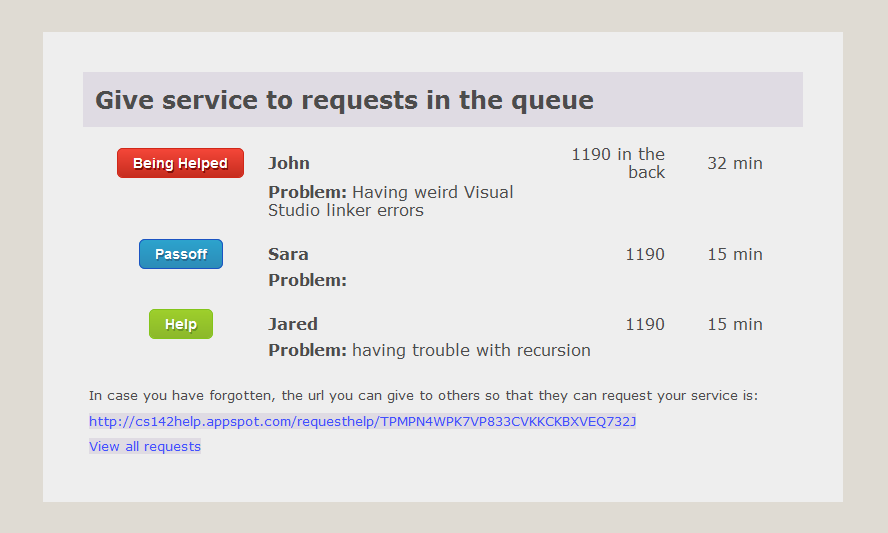 Give service to requests in the queue
Being Helped John 1190 in the back 32 min
Problem: Having weird Visual
Studio linker errors
Passoff Sara 1190 15 min
Problem:
Help Jared 1190 15 min
Problem: having trouble with recursion
In case you have forgotten, the url you can give to others so that they can request your service is:
http://cs142help.appspot.com/requesthelp/TPMPN4WPK7VP833CVKKCKBXVEQ732J
View all requests